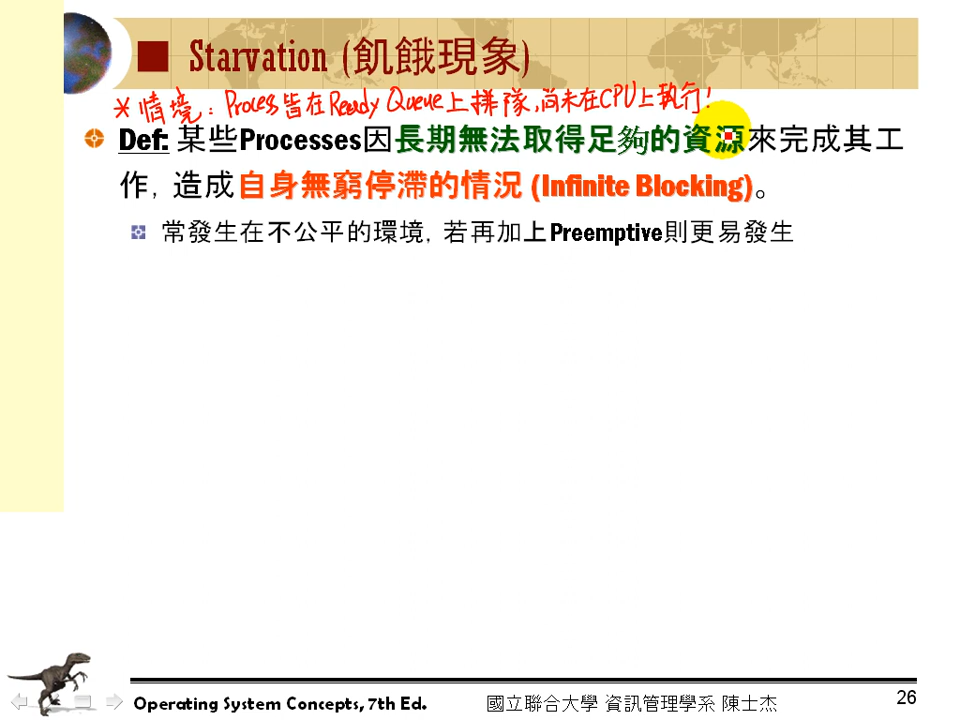 Starvation (飢餓現象)
* 情境：Process皆在Ready Queue上排隊,尚未在CPU上執行!
Def: 某些Processes因長期無法取得足夠的資源來完成其工
作, 造成自身無窮停滯的情況 (Infinite Blocking)。
常發生在不公平的環境, 若再加上Preemptive則更易發生
Operating System Concepts, 7th Ed.
國立聯合大學 資訊管理學系 陳士杰
26